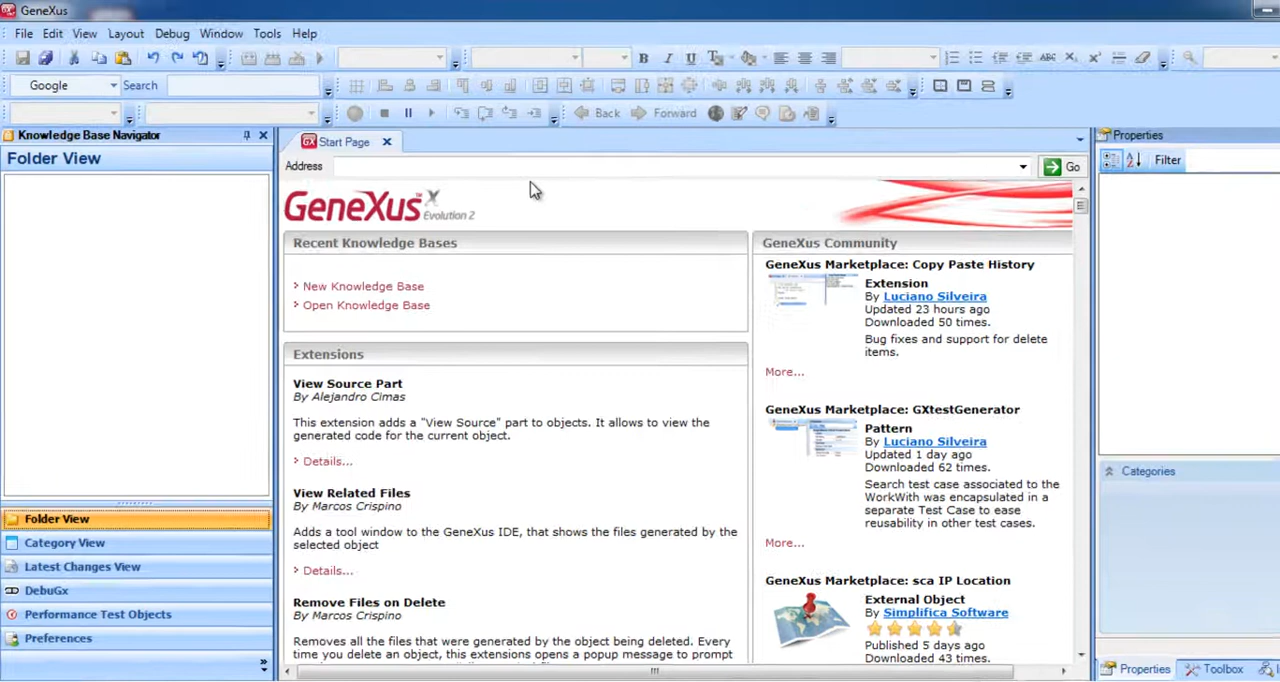 GeneXus
File Edit View Layout Debug Window Tools Help
B I U ABC
Google Search
Back Forward
Knowledge Base Navigator
Folder View
Folder View
Category View
Latest Changes View
DebuGx
Performance Test Objects
Preferences
Start Page
Address Go
GeneXus X Evolution 2
Recent Knowledge Bases
New Knowledge Base
Open Knowledge Base
Extensions
View Source Part
By Alejandro Cimas
This extension adds a "View Source" part to objects. It allows to view the
generated code for the current object.
Details...
View Related Files
By Marcos Crispino
Adds a tool window to the GeneXus IDE, that shows the files generated by the
selected object
Details...
Remove Files on Delete
By Marcos Crispino
Removes all the files that were generated by the object being deleted. Every
time you delete an object, this extensions opens a popup message to prompt
GeneXus Community
GeneXus Marketplace: Copy Paste History
Extension
By Luciano Silveira
Updated 23 hours ago
Downloaded 50 times.
Bug fixes and support for delete
items.
More...
GeneXus Marketplace: GXtestGenerator
Pattern
By Luciano Silveira
Updated 1 day ago
Downloaded 62 times.
Search test case associated to the
WorkWith was encapsulated in a
separate Test Case to ease
reusability in other test cases.
More...
GeneXus Marketplace: sca IP Location
External Object
By Simplifica Software
Published 5 days ago
Downloaded 43 times.
Properties
Filter
Categories
Properties Toolbox